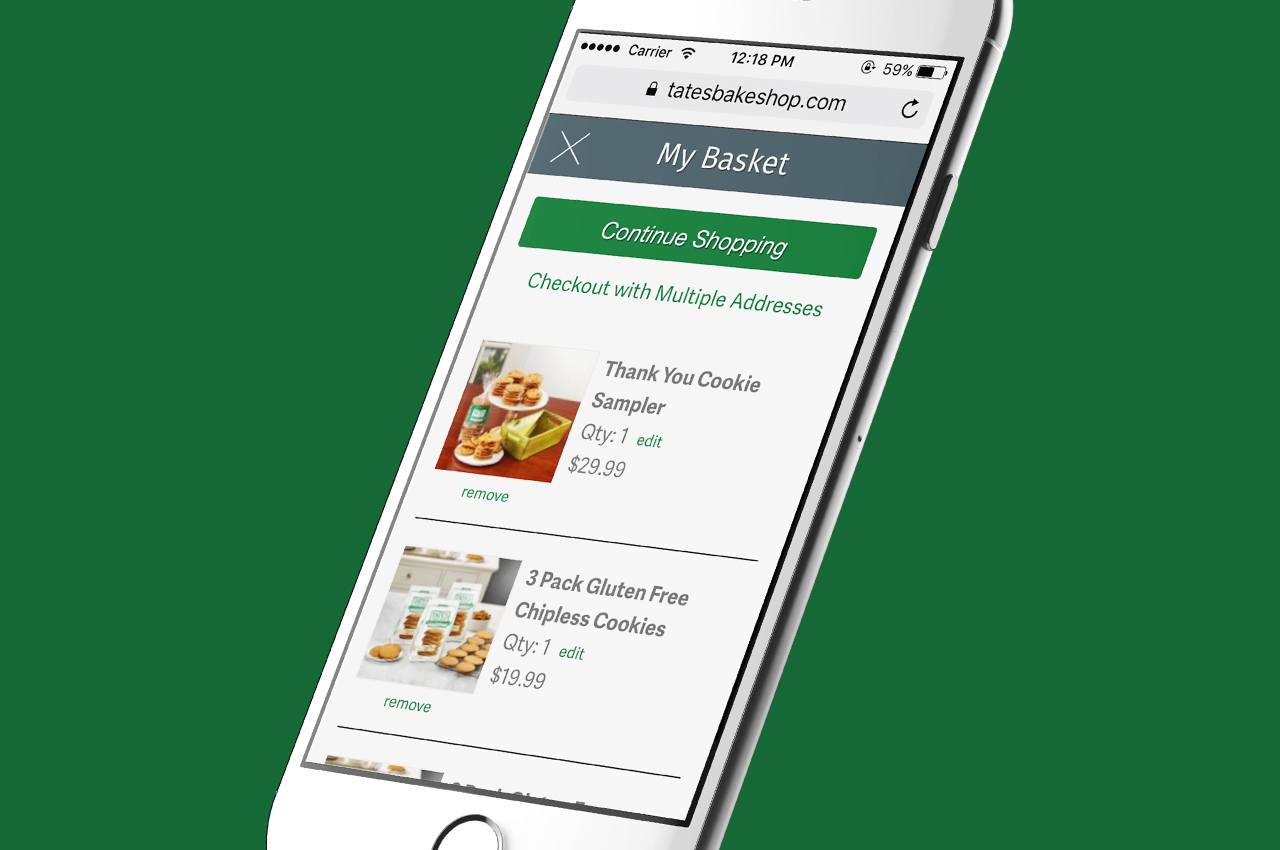 Carrier 12:18 PM 59%
tatesbakeshop.com
My Basket
Continue Shopping
Checkout with Multiple Addresses
Thank You Cookie
Sampler
Qty: 1 edit
$29.99
remove
3 Pack Gluten Free
Chipless Cookies
Qty: 1 edit
$19.99
remove